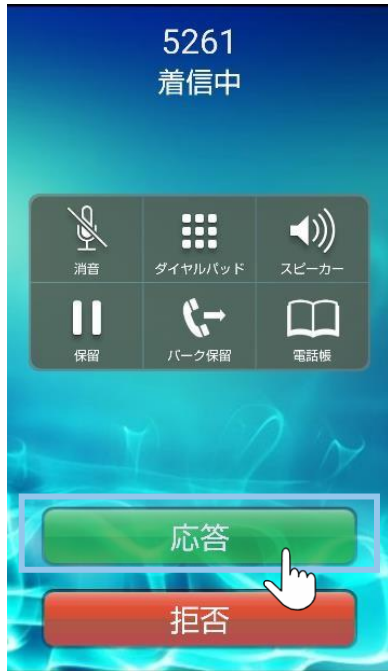 5261
着信中
消音 ダイヤルパッド スピーカー
保留 パーク保留 電話帳
応答
拒否